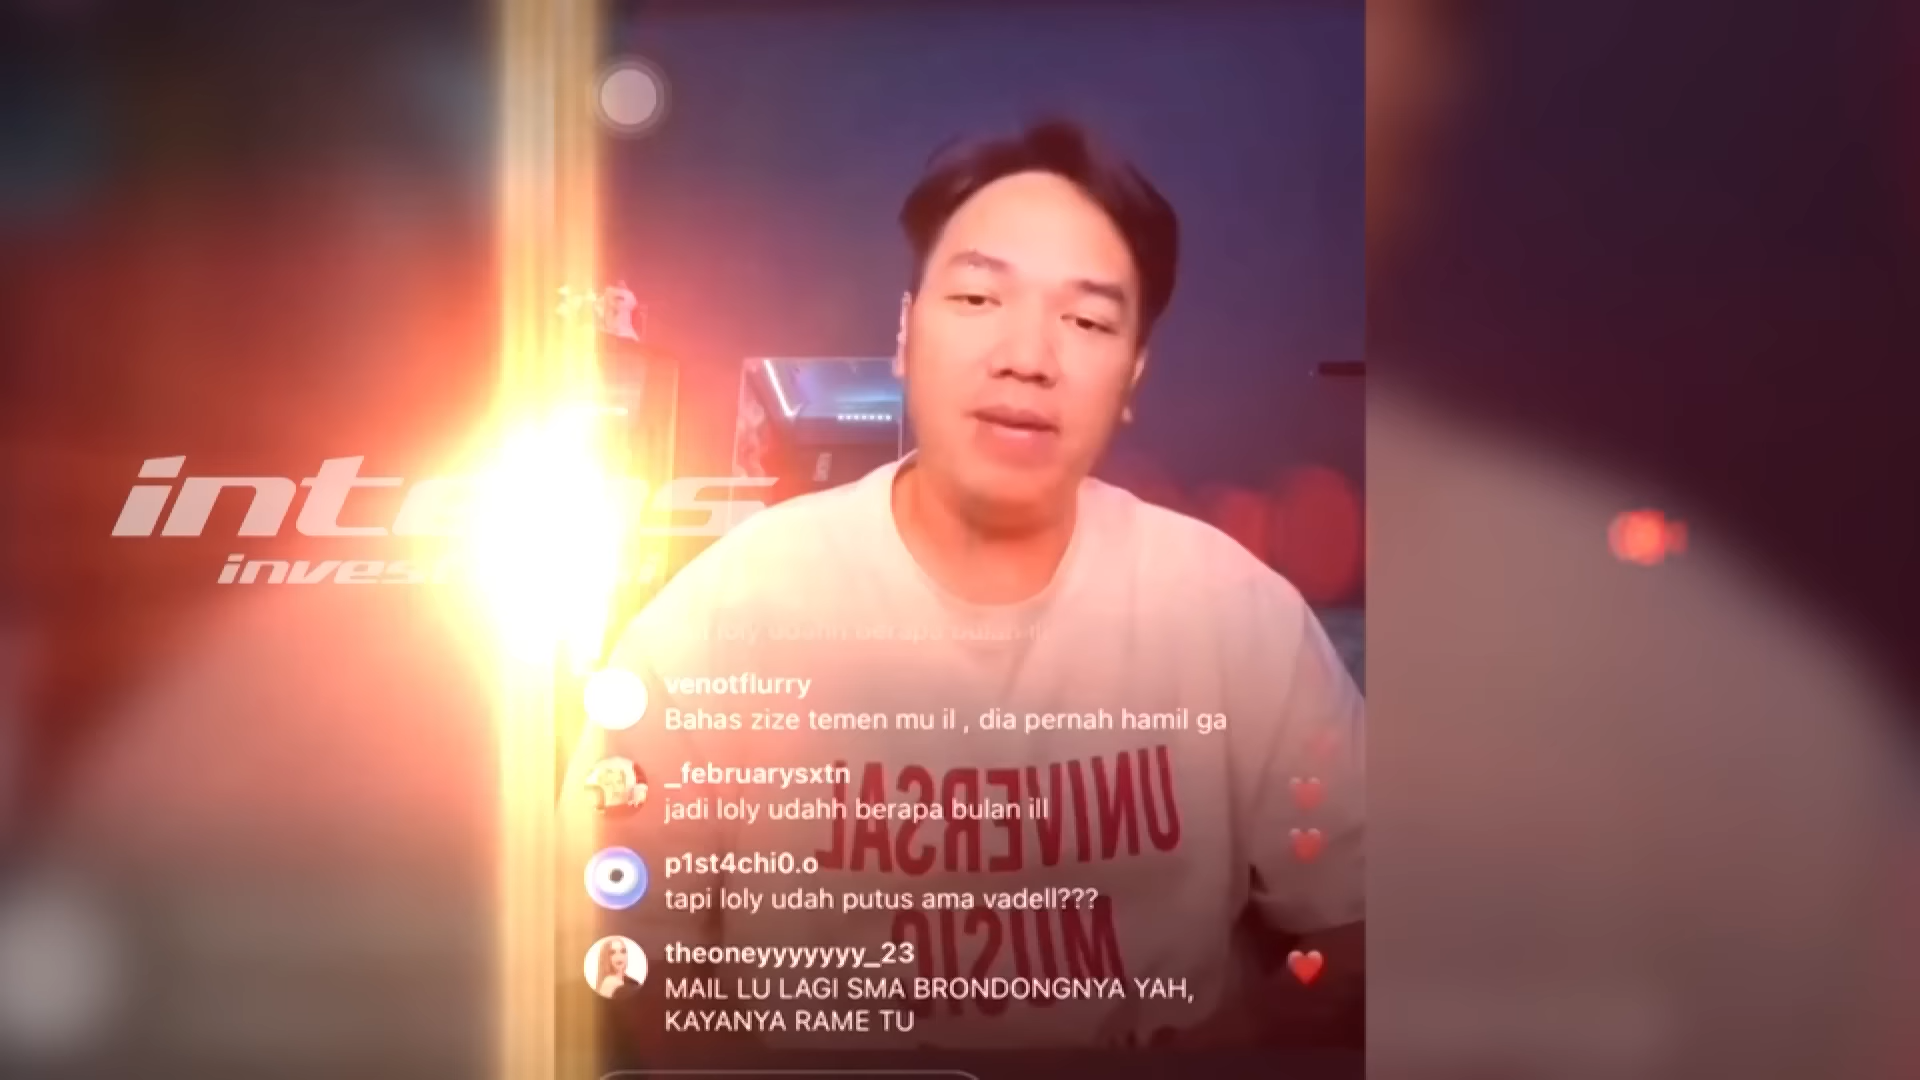 venotflurry
Bahas zize temen mu il , dia pernah hamil ga
_februarysxtn
jadi loly udahh berapa bulan ill
p1st4chi0.o
tapi loly udah putus ama vadell???
theoneyyyyyyy_23
MAIL LU LAGI SMA BRONDONGNYA YAH,
KAYANYA RAME TU
UNIVERSAL
MUSIC